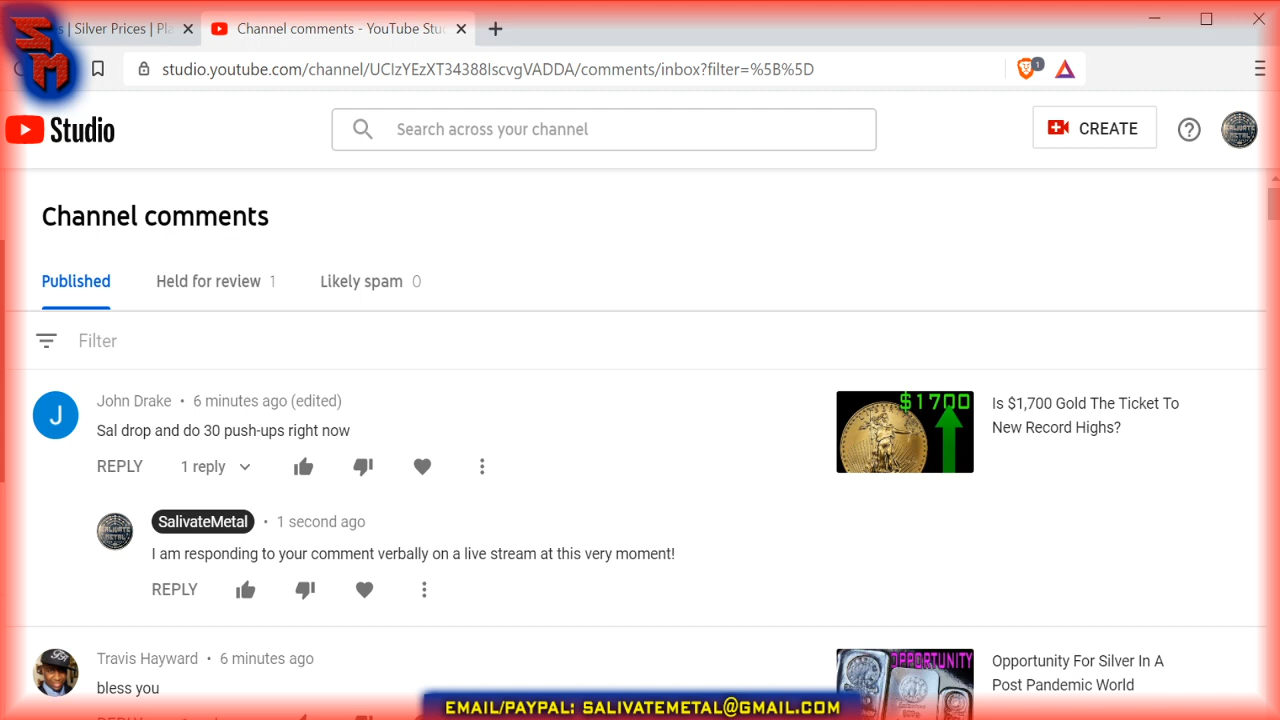 SM
s | Silver Prices | Pla
Channel comments - YouTube Stu
studio.youtube.com/channel/UCIzYEzXT34388IscvgVADDA/comments/inbox?filter=%5B%5D
1
Studio
Search across your channel
CREATE
Channel comments
Published
Held for review 1
Likely spam 0
Filter
J
John Drake • 6 minutes ago (edited)
Sal drop and do 30 push-ups right now
REPLY 1 reply
$1700
Is $1,700 Gold The Ticket To
New Record Highs?
SalivateMetal • 1 second ago
I am responding to your comment verbally on a live stream at this very moment!
REPLY
Travis Hayward • 6 minutes ago
bless you
OPPORTUNITY
Opportunity For Silver In A
Post Pandemic World
EMAIL/PAYPAL: SALIVATEMETAL@GMAIL.COM